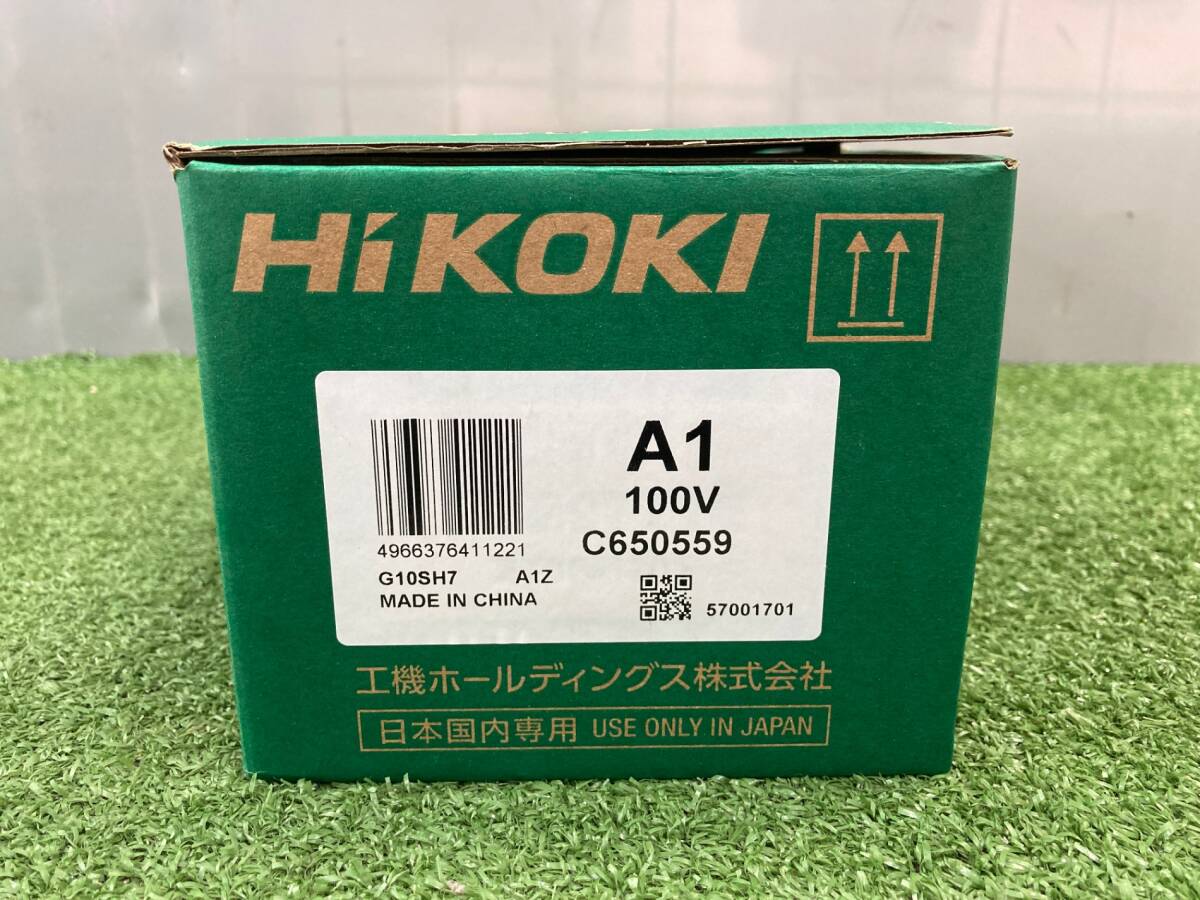 HiKOKI
A1
100V
4966376411221
C650559
G10SH7 A1Z
MADE IN CHINA
57001701
工機ホールディングス株式会社
日本国内専用 USE ONLY IN JAPAN